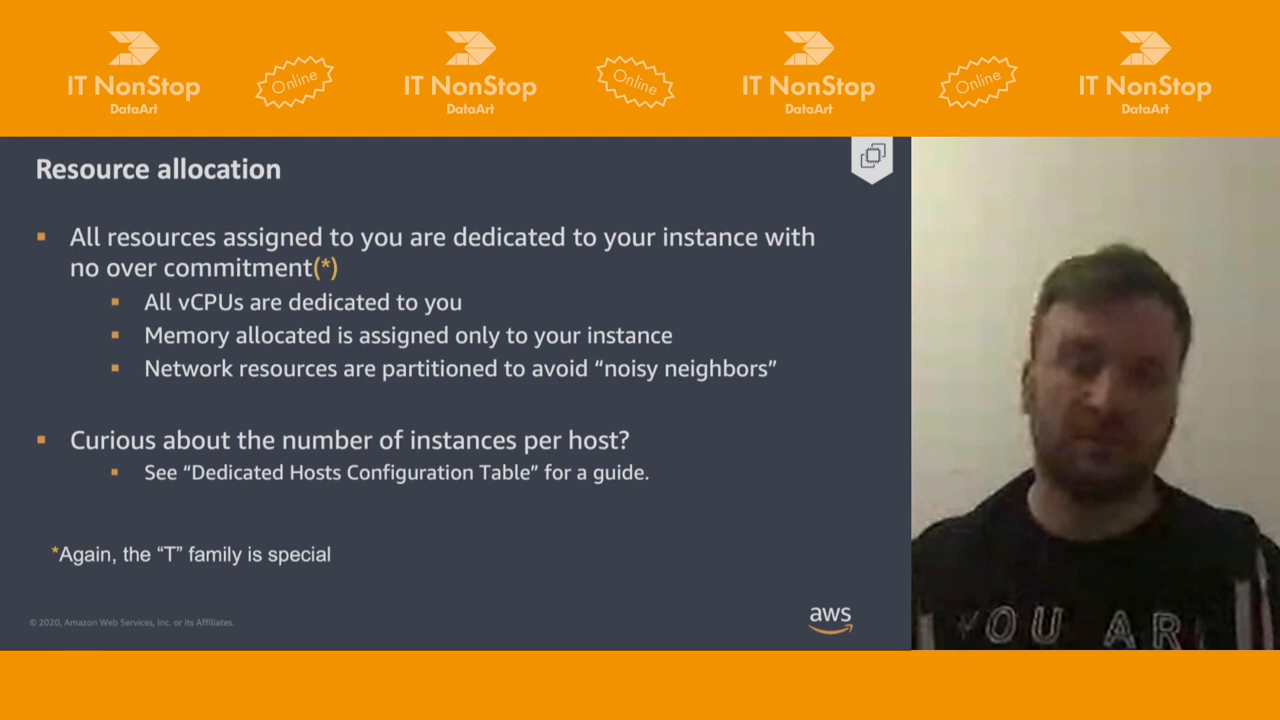 IT NonStop
DataArt
Online
IT NonStop
DataArt
Online
IT NonStop
DataArt
Online
IT NonStop
DataArt
Resource allocation
All resources assigned to you are dedicated to your instance with
no over commitment(*)
All vCPUs are dedicated to you
Memory allocated is assigned only to your instance
Network resources are partitioned to avoid “noisy neighbors”
Curious about the number of instances per host?
See “Dedicated Hosts Configuration Table” for a guide.
*Again, the “T” family is special
© 2020, Amazon Web Services, Inc. or its Affiliates.
aws
YOU AR